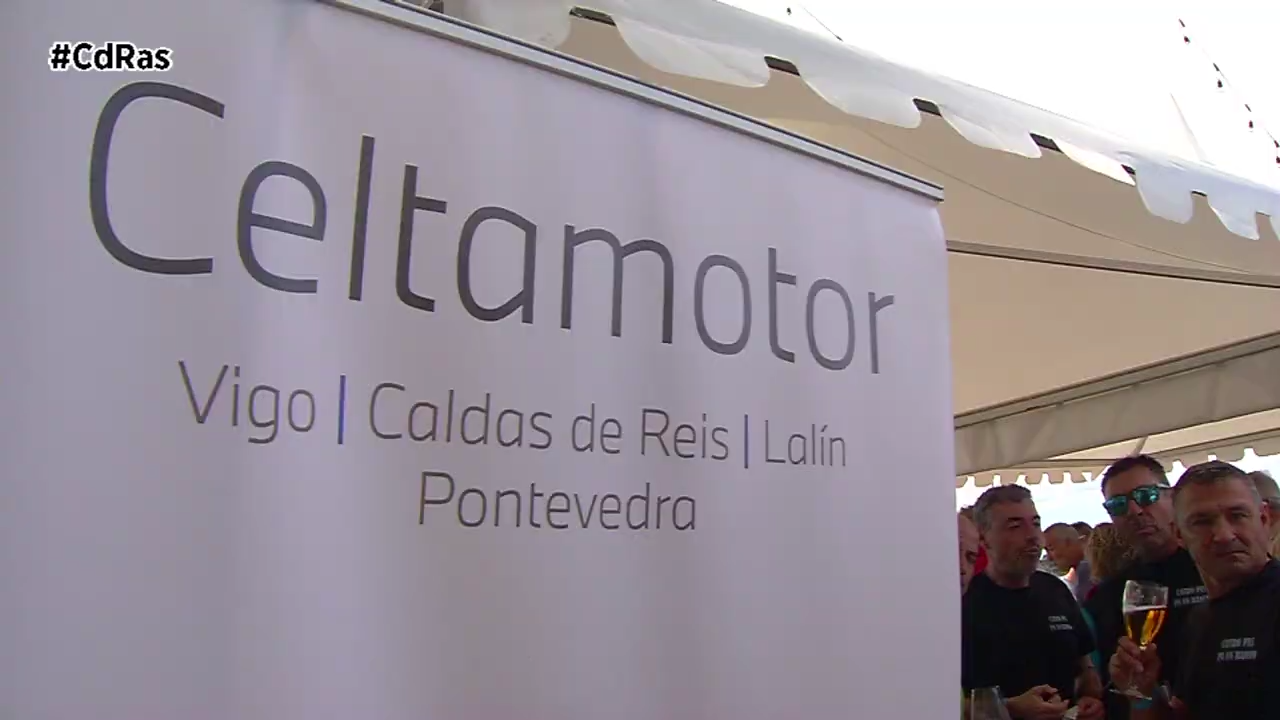 #CdRas
Celtamotor
Vigo | Caldas de Reis | Lalín
Pontevedra